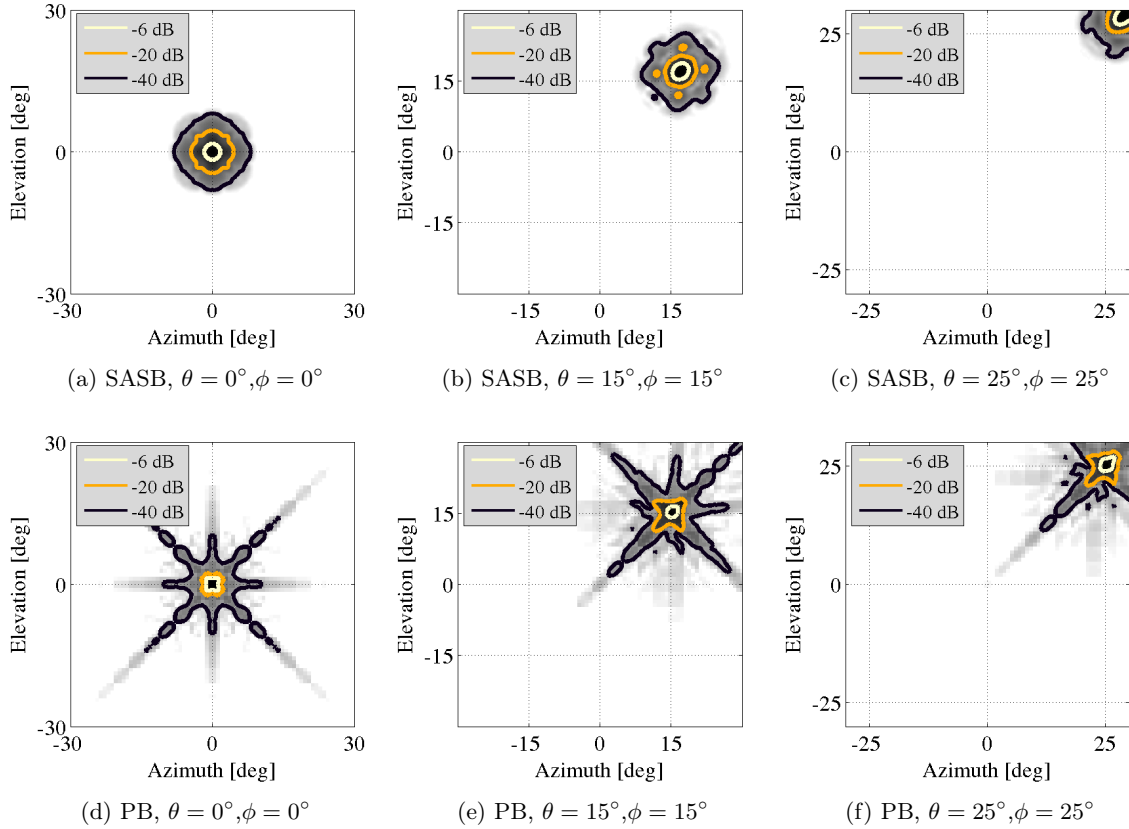 30
-6 dB
-20 dB
-40 dB
Elevation [deg]
0
-30
-30
0
30
Azimuth [deg]
(a) SASB, θ = 0°,ϕ = 0°
-6 dB
-20 dB
-40 dB
Elevation [deg]
15
0
-15
-15
0
15
Azimuth [deg]
(b) SASB, θ = 15°,ϕ = 15°
-6 dB
-20 dB
-40 dB
Elevation [deg]
25
0
-25
-25
0
25
Azimuth [deg]
(c) SASB, θ = 25°,ϕ = 25°
30
-6 dB
-20 dB
-40 dB
Elevation [deg]
0
-30
-30
0
30
Azimuth [deg]
(d) PB, θ = 0°,ϕ = 0°
-6 dB
-20 dB
-40 dB
Elevation [deg]
15
0
-15
-15
0
15
Azimuth [deg]
(e) PB, θ = 15°,ϕ = 15°
-6 dB
-20 dB
-40 dB
Elevation [deg]
25
0
-25
-25
0
25
Azimuth [deg]
(f) PB, θ = 25°,ϕ = 25°